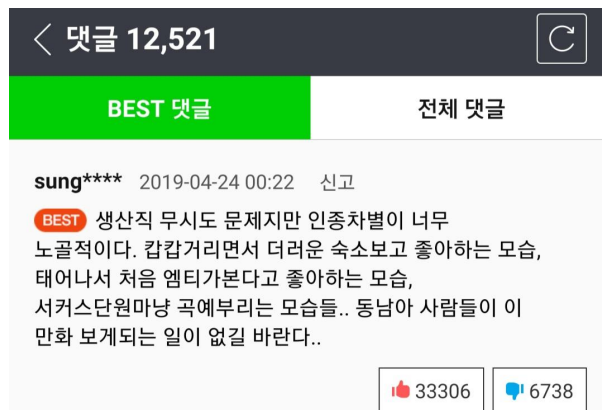 댓글 12,521
BEST 댓글 전체 댓글
sung**** 2019-04-24 00:22 신고
BEST 생산직 무시도 문제지만 인종차별이 너무
노골적이다. 캅캅거리면서 더러운 숙소보고 좋아하는 모습,
태어나서 처음 엠티가본다고 좋아하는 모습,
서커스단원마냥 곡예부리는 모습들.. 동남아 사람들이 이
만화 보게되는 일이 없길 바란다..
33306 6738